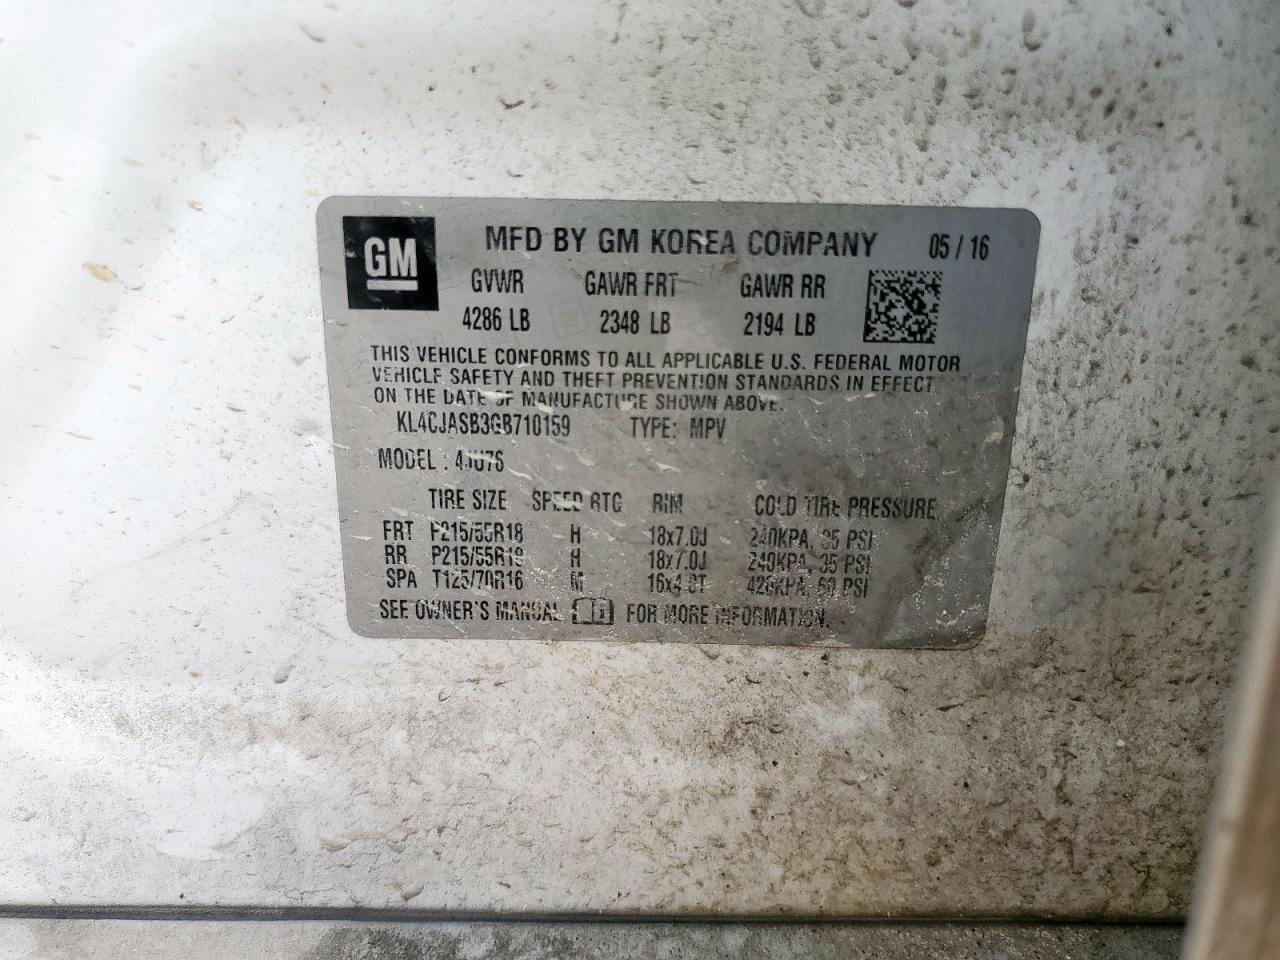 GM
MFD BY GM KOREA COMPANY 05 / 16
GVWR GAWR FRT GAWR RR
4286 LB 2348 LB 2194 LB
THIS VEHICLE CONFORMS TO ALL APPLICABLE U.S. FEDERAL MOTOR
VEHICLE SAFETY AND THEFT PREVENTION STANDARDS IN EFFECT
ON THE DATE OF MANUFACTURE SHOWN ABOVE.
KL4CJASB3GB710159 TYPE: MPV
MODEL : 4JU76
TIRE SIZE SPEED RTG RIM COLD TIRE PRESSURE
FRT P215/55R18 H 18x7.0J 240KPA, 35 PSI
RR P215/55R18 H 18x7.0J 240KPA, 35 PSI
SPA T125/70R16 M 16x4.0T 420KPA, 60 PSI
SEE OWNER'S MANUAL FOR MORE INFORMATION.